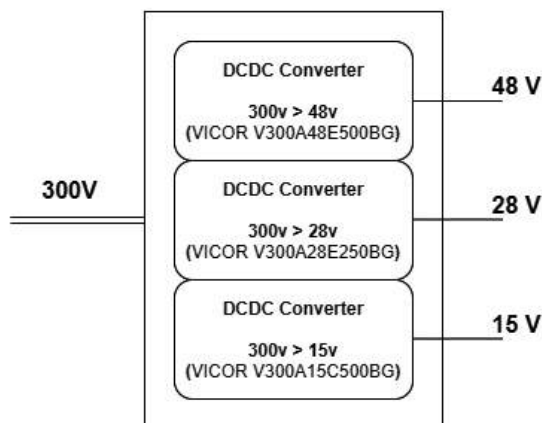 DCDC Converter
300v > 48v
(VICOR V300A48E500BG)
48 V
300V
DCDC Converter
300v > 28v
(VICOR V300A28E250BG)
28 V
DCDC Converter
300v > 15v
(VICOR V300A15C500BG)
15 V